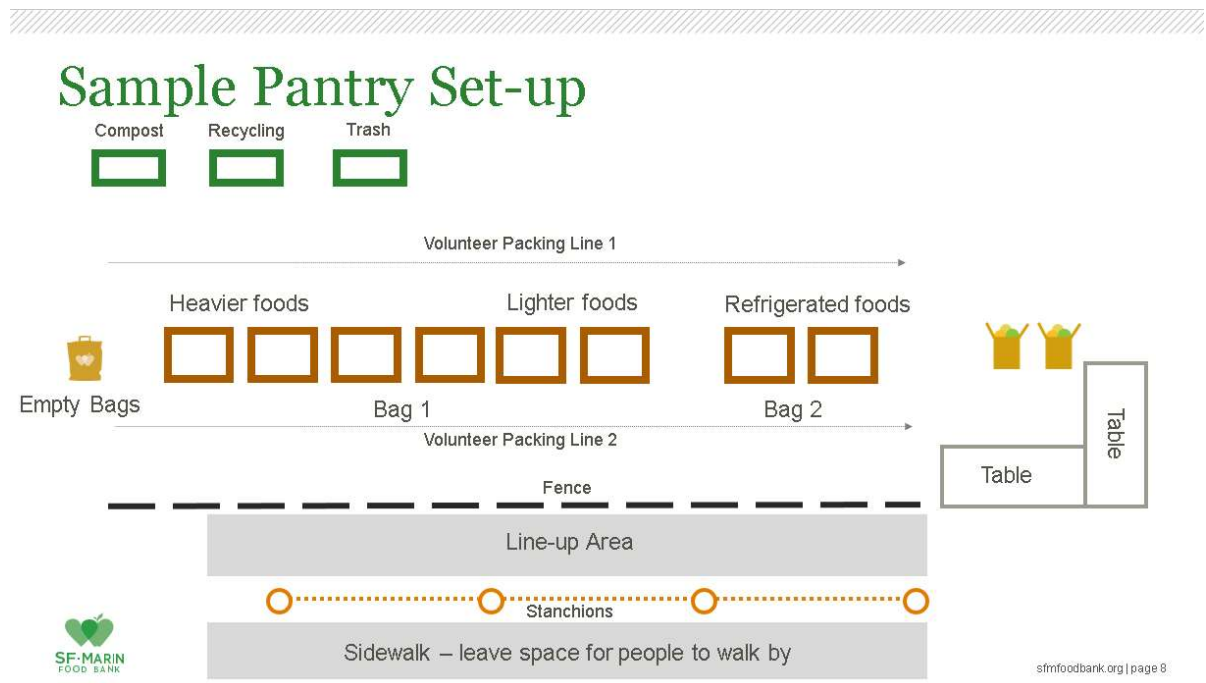 Sample Pantry Set-up
Compost
Recycling
Trash
Volunteer Packing Line 1
Heavier foods
Lighter foods
Refrigerated foods
Empty Bags
Bag 1
Bag 2
Volunteer Packing Line 2
Table
Table
Fence
Line-up Area
Stanchions
Sidewalk – leave space for people to walk by
SF-MARIN
FOOD BANK
sfmfoodbank.org | page 8